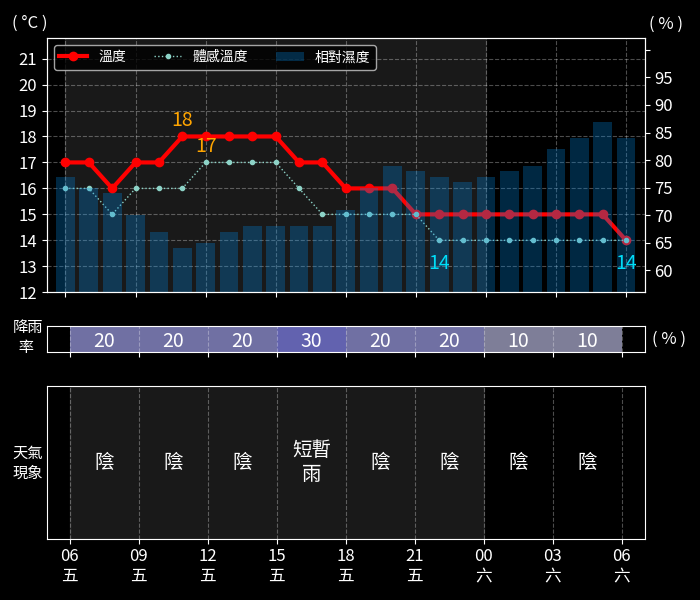 ( °C )
( % )
溫度 體感溫度 相對濕度
21
20
19
18
17
16
15
14
13
12
95
90
85
80
75
70
65
60
18
17
14
14
降雨
率
20 20 20 30 20 20 10 10
( % )
天氣
現象
陰 陰 陰 短暫 陰 陰 陰 陰
雨
06 09 12 15 18 21 00 03 06
五 五 五 五 五 五 六 六 六